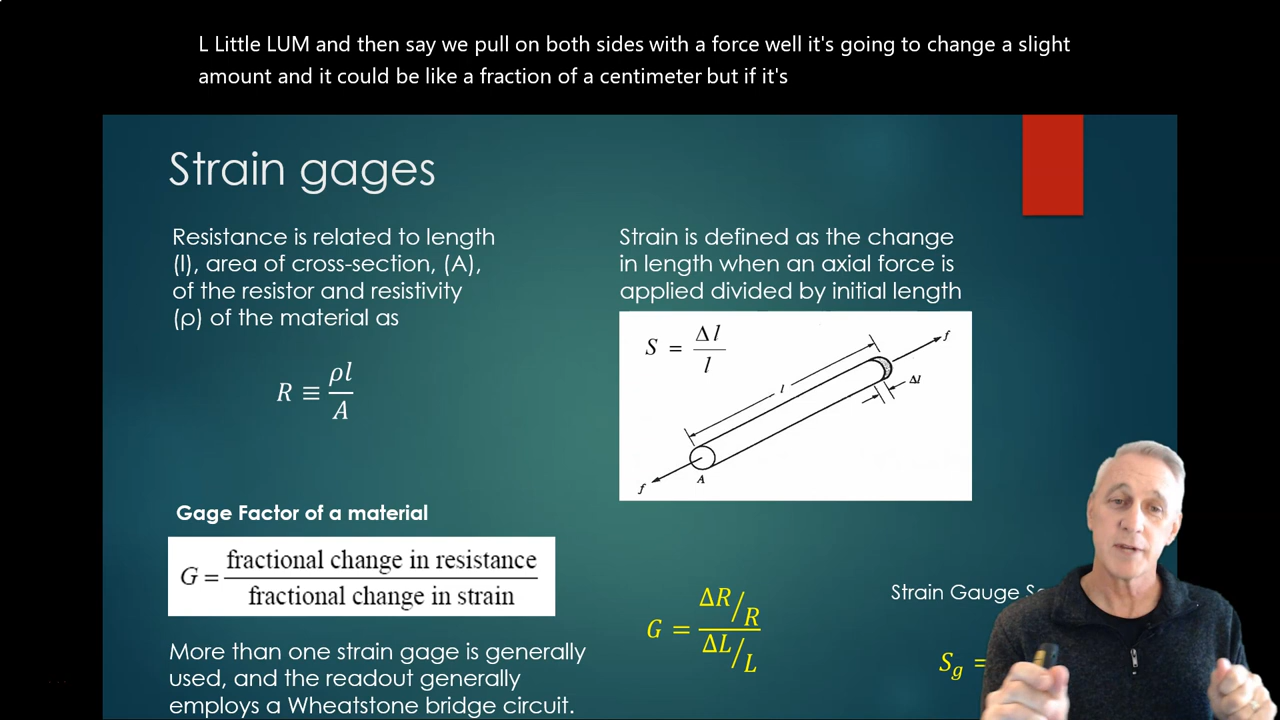 L Little LUM and then say we pull on both sides with a force well it's going to change a slight
amount and it could be like a fraction of a centimeter but if it's
Strain gages
Resistance is related to length
(l), area of cross-section, (A),
of the resistor and resistivity
(ρ) of the material as
R ≡ ρl/A
Gage Factor of a material
G = fractional change in resistance
fractional change in strain
More than one strain gage is generally
used, and the readout generally
employs a Wheatstone bridge circuit.
Strain is defined as the change
in length when an axial force is
applied divided by initial length
S = Δl/l
l
f
Δl
A
f
G = ΔR/R
ΔL/L
Strain Gauge
S_g =